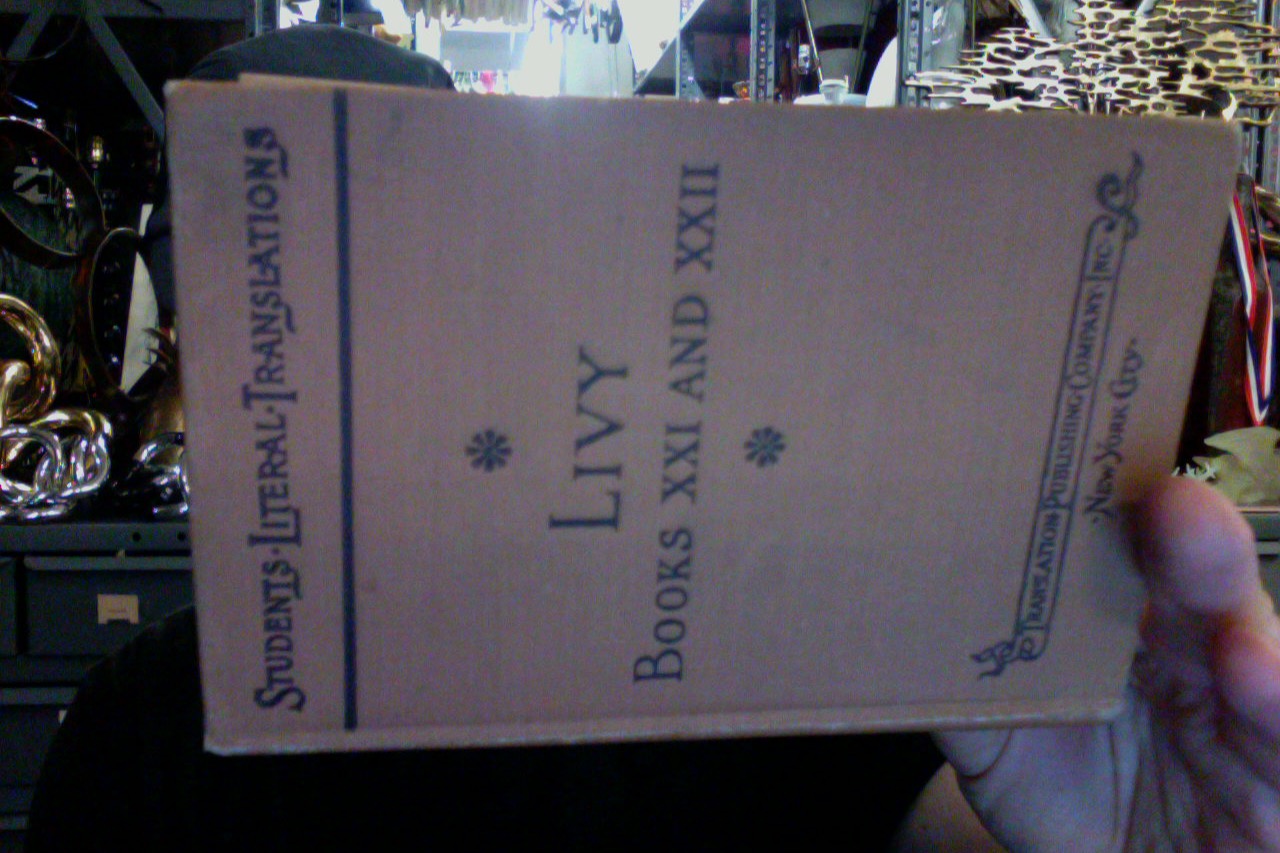 STUDENTS·LITERAL·TRANSLATIONS
LIVY
BOOKS XXI AND XXII
TRANSLATION PUBLISHING COMPANY·INC·
·NEW YORK CITY·